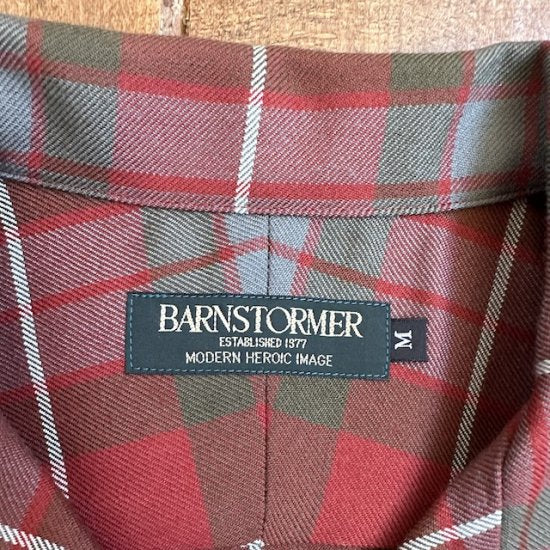 BARNSTORMER
ESTABLISHED 1977
MODERN HEROIC IMAGE
M